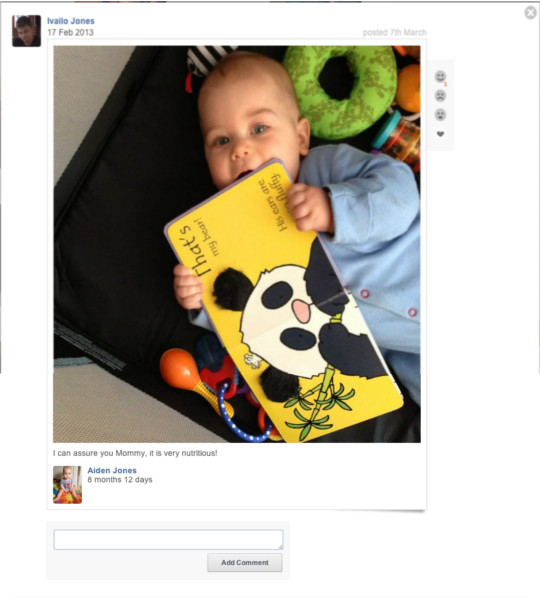 Ivailo Jones
17 Feb 2013
posted 7th March
That's
my bear!
His ears are
fluffy.
1
I can assure you Mommy, it is very nutritious!
Aiden Jones
8 months 12 days
Add Comment